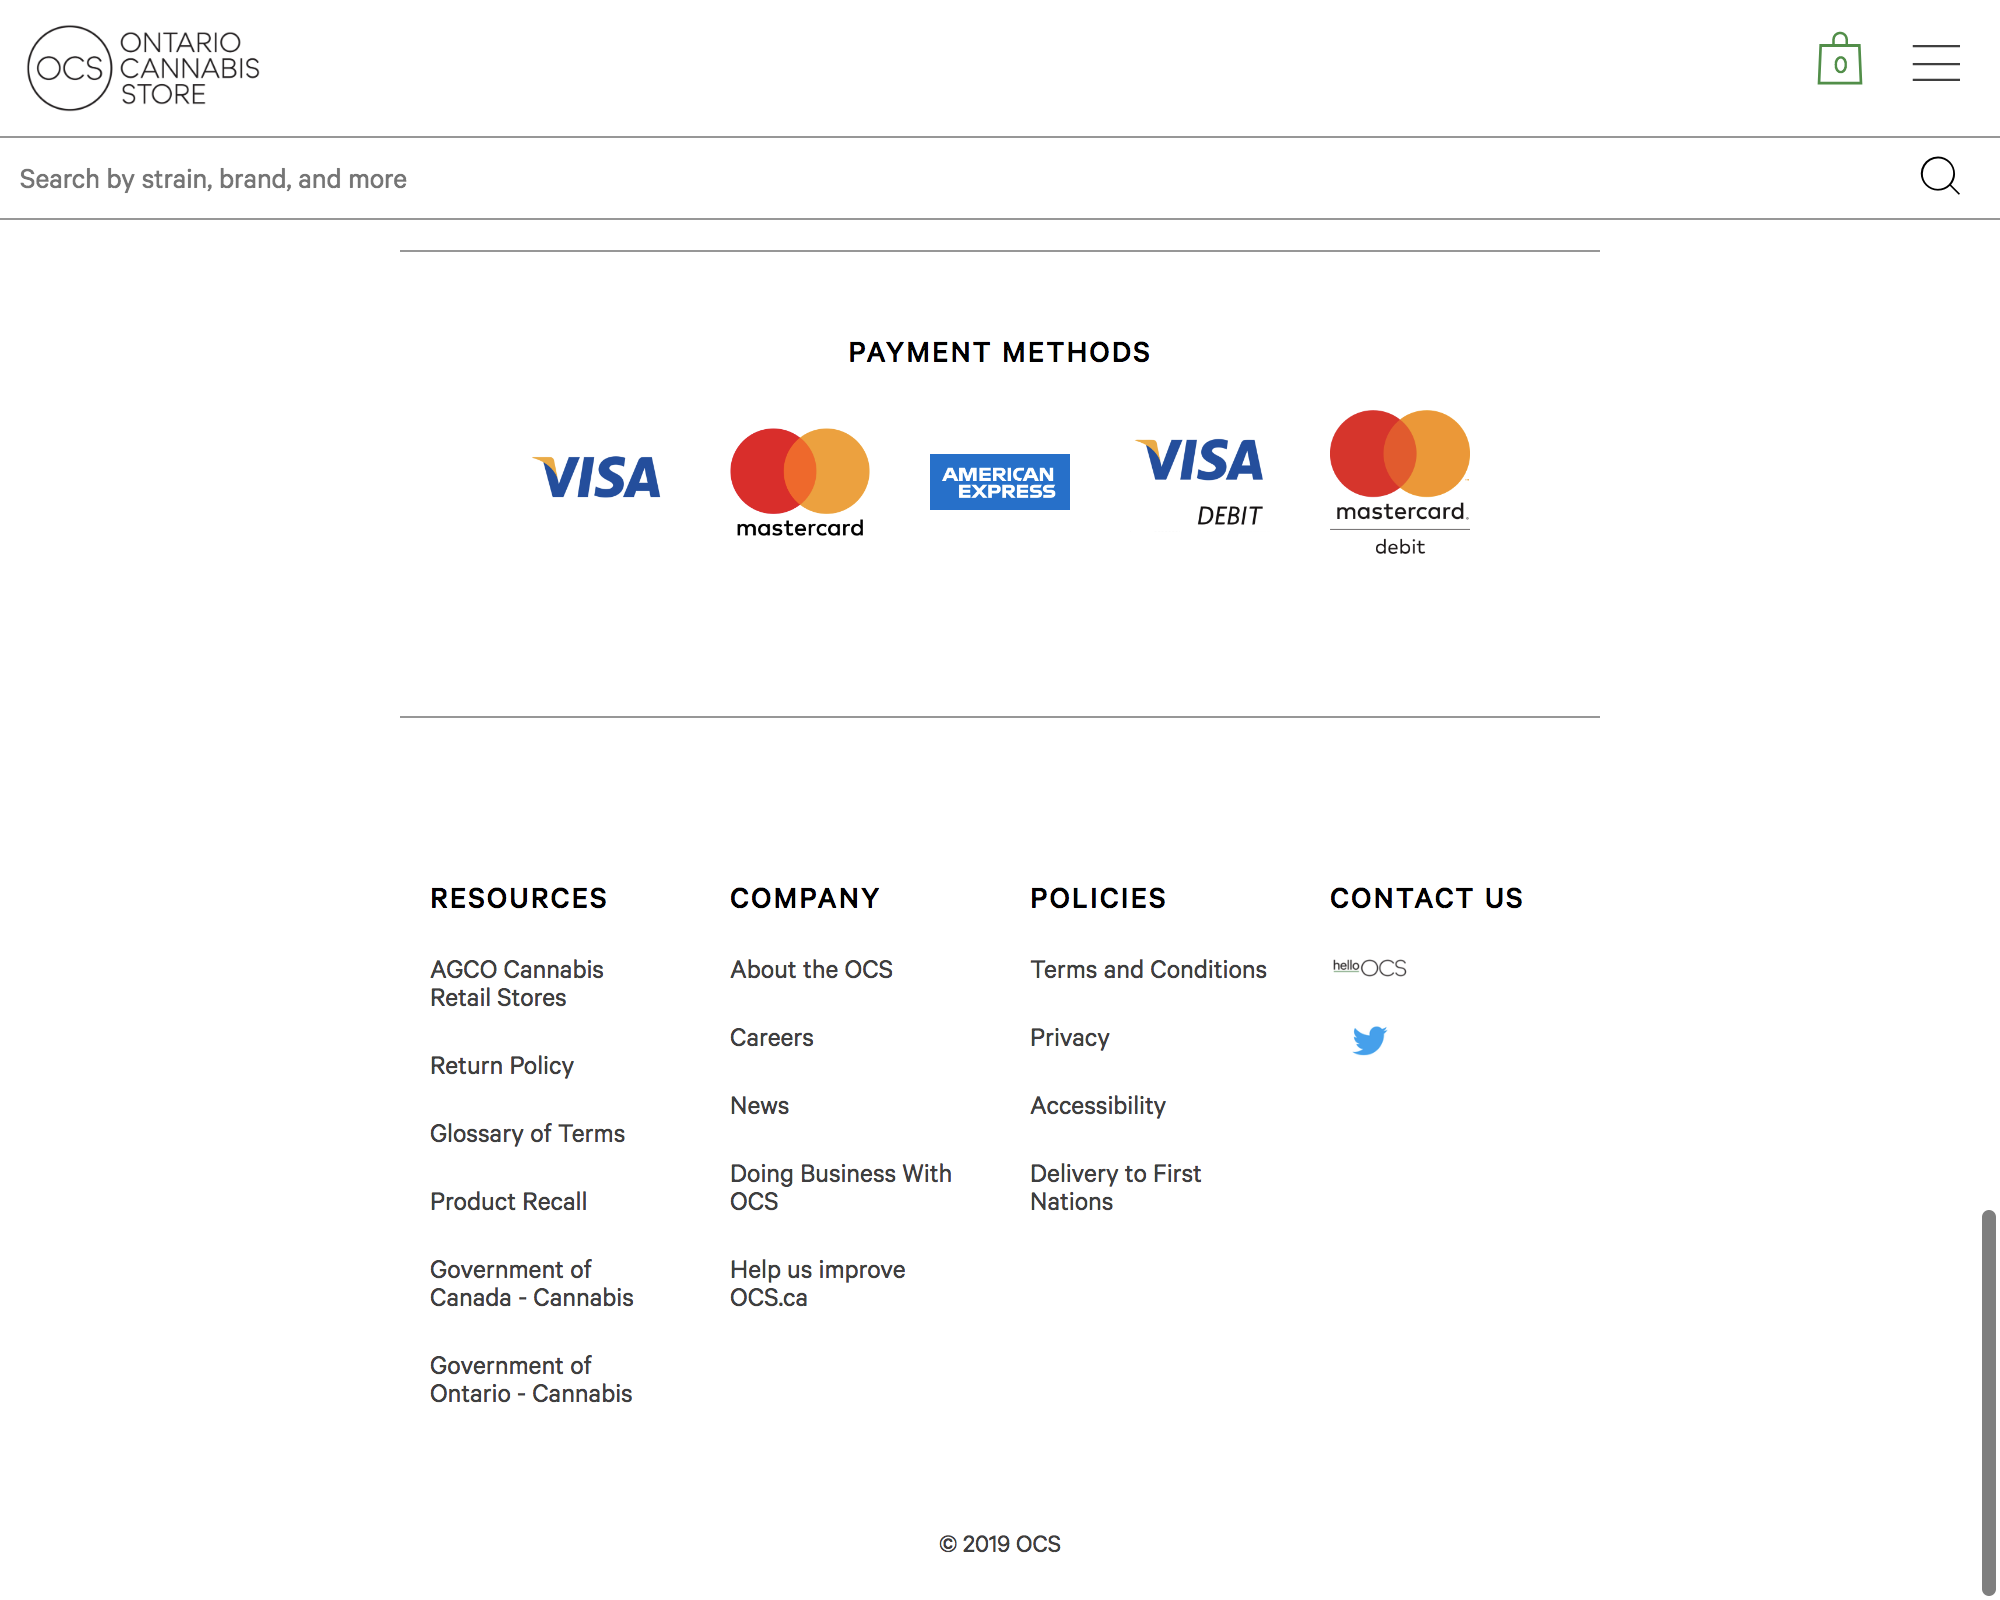 OCS
ONTARIO
CANNABIS
STORE
0
Search by strain, brand, and more
PAYMENT METHODS
VISA
mastercard
AMERICAN
EXPRESS
VISA
DEBIT
mastercard.
debit
RESOURCES
AGCO Cannabis
Retail Stores
Return Policy
Glossary of Terms
Product Recall
Government of
Canada - Cannabis
Government of
Ontario - Cannabis
COMPANY
About the OCS
Careers
News
Doing Business With
OCS
Help us improve
OCS.ca
POLICIES
Terms and Conditions
Privacy
Accessibility
Delivery to First
Nations
CONTACT US
helloOCS
© 2019 OCS